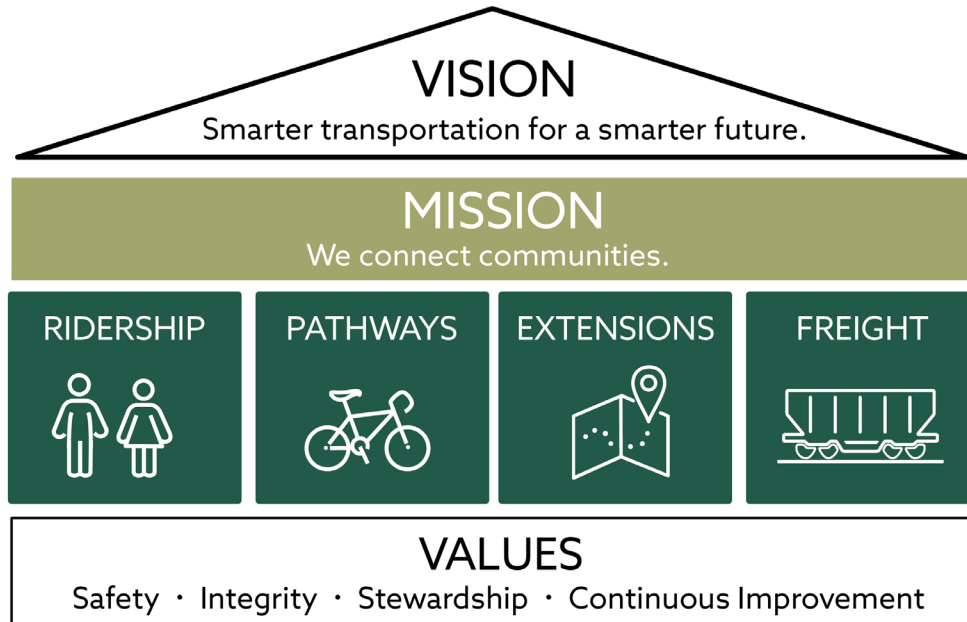 VISION
Smarter transportation for a smarter future.
MISSION
We connect communities.
RIDERSHIP
PATHWAYS
EXTENSIONS
FREIGHT
VALUES
Safety · Integrity · Stewardship · Continuous Improvement